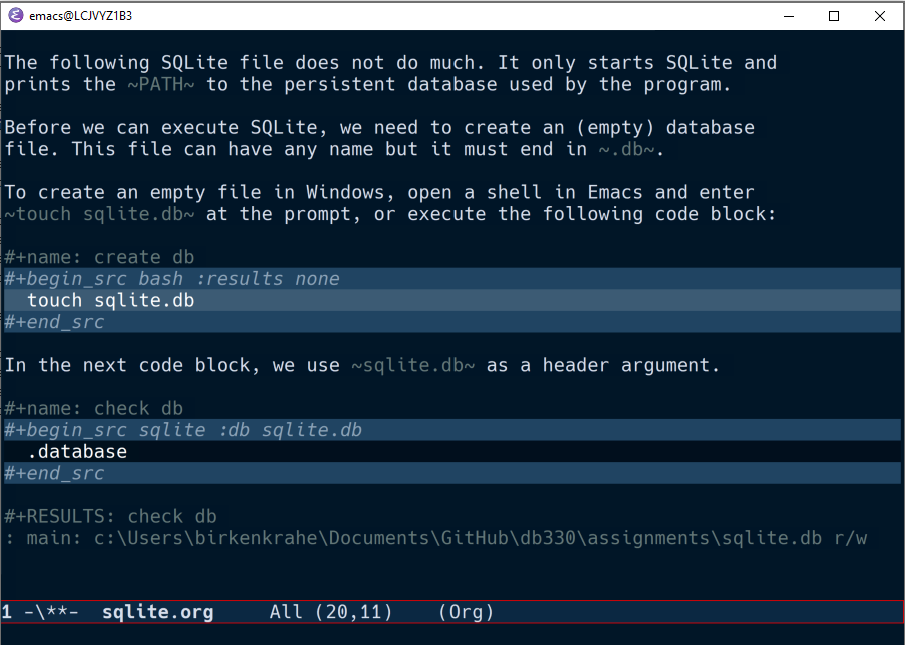 emacs@LCJVYZ1B3
The following SQLite file does not do much. It only starts SQLite and
prints the ~PATH~ to the persistent database used by the program.
Before we can execute SQLite, we need to create an (empty) database
file. This file can have any name but it must end in ~.db~.
To create an empty file in Windows, open a shell in Emacs and enter
~touch sqlite.db~ at the prompt, or execute the following code block:
#+name: create db
#+begin_src bash :results none
  touch sqlite.db
#+end_src
In the next code block, we use ~sqlite.db~ as a header argument.
#+name: check db
#+begin_src sqlite :db sqlite.db
  .database
#+end_src
#+RESULTS: check db
: main: c:\Users\birkenkrahe\Documents\GitHub\db330\assignments\sqlite.db r/w
1 -\**-  sqlite.org     All (20,11)    (Org)